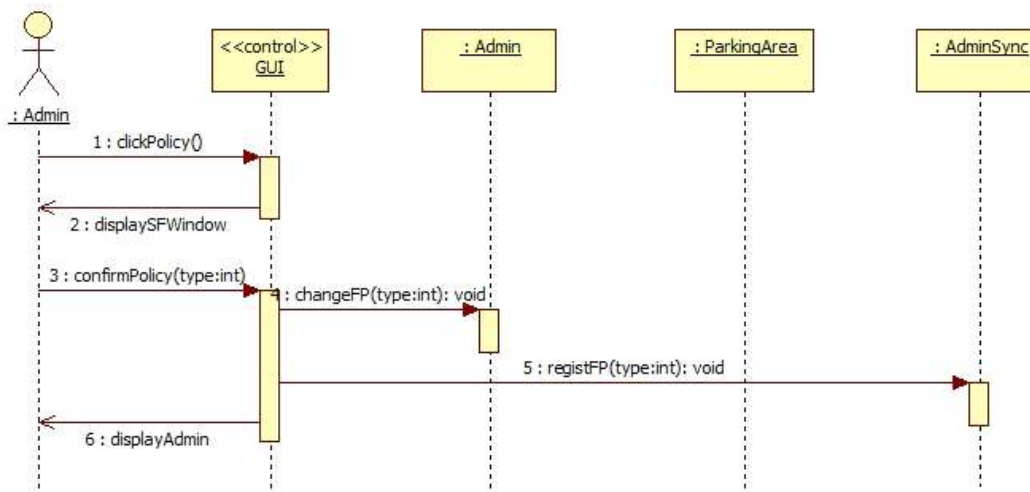 <<control>>
GUI
: Admin
: ParkingArea
: AdminSync
: Admin
1 : clickPolicy()
2 : displaySFWindow
3 : confirmPolicy(type:int)
4 : changeFP(type:int): void
5 : registFP(type:int): void
6 : displayAdmin